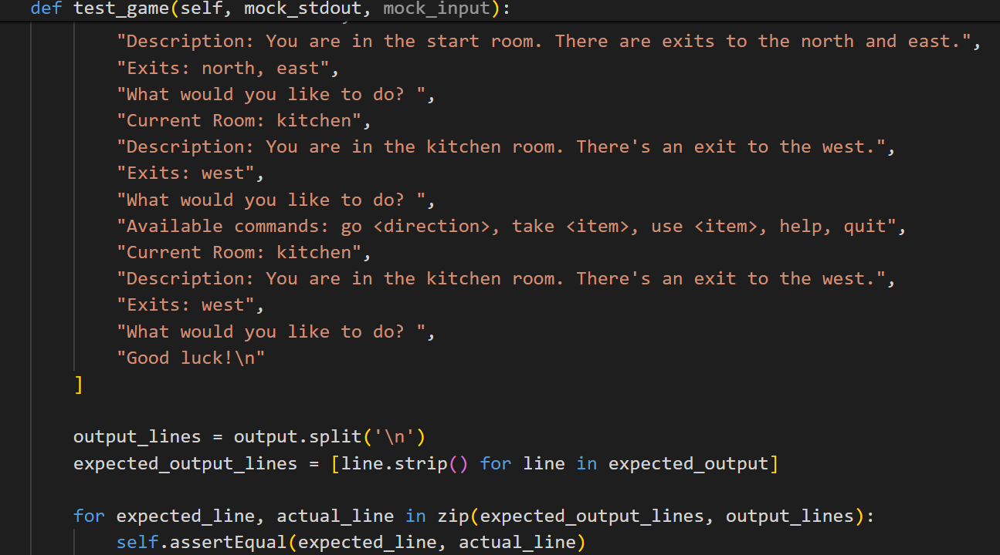 def test_game(self, mock_stdout, mock_input):
"Description: You are in the start room. There are exits to the north and east.",
"Exits: north, east",
"What would you like to do? ",
"Current Room: kitchen",
"Description: You are in the kitchen room. There's an exit to the west.",
"Exits: west",
"What would you like to do? ",
"Available commands: go <direction>, take <item>, use <item>, help, quit",
"Current Room: kitchen",
"Description: You are in the kitchen room. There's an exit to the west.",
"Exits: west",
"What would you like to do? ",
"Good luck!\n"
]
output_lines = output.split('\n')
expected_output_lines = [line.strip() for line in expected_output]
for expected_line, actual_line in zip(expected_output_lines, output_lines):
self.assertEqual(expected_line, actual_line)